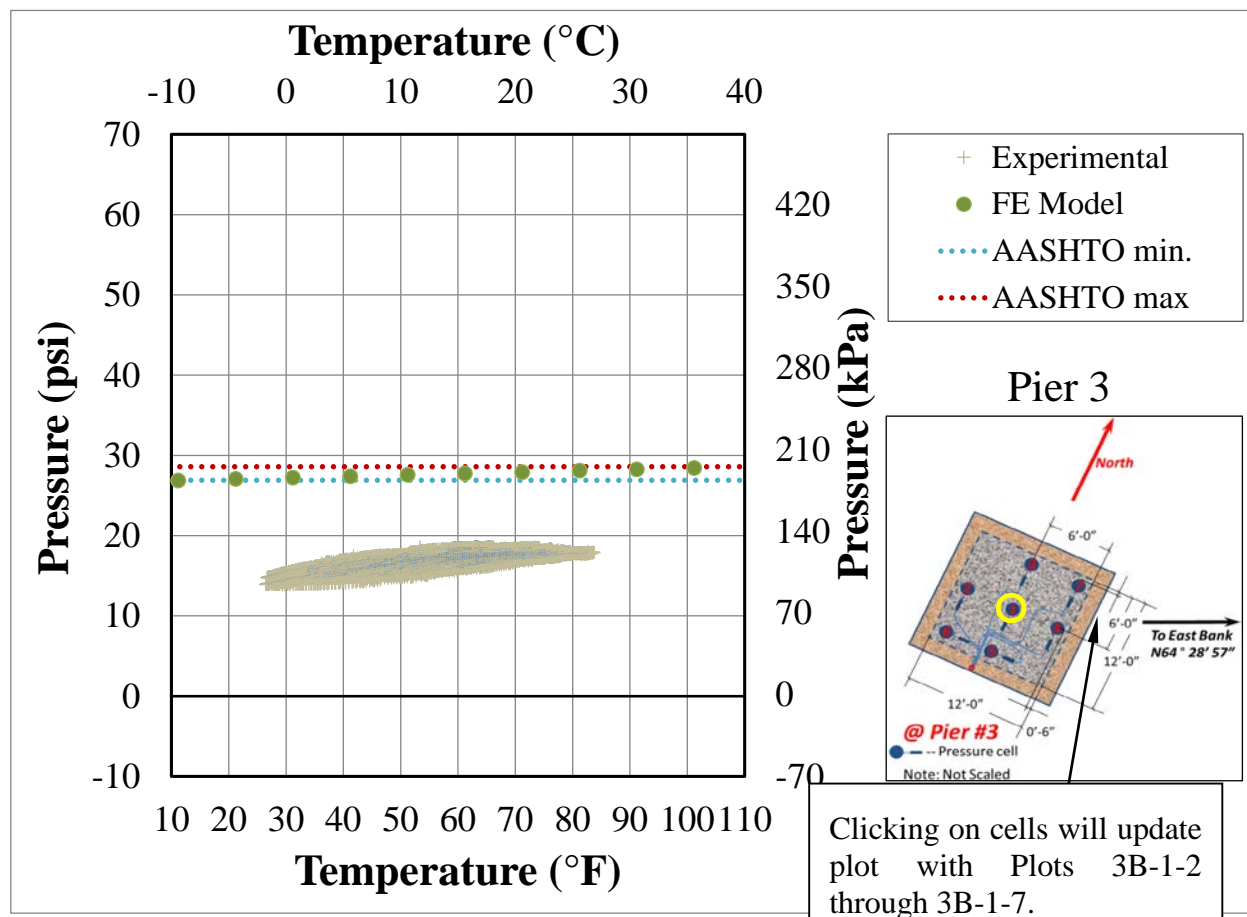 Temperature (°C)
-10 0 10 20 30 40
70
60
50
40
30
20
10
0
-10
Pressure (psi)
420
350
280
210
140
70
0
-70
Pressure (kPa)
10 20 30 40 50 60 70 80 90 100 110
Temperature (°F)
Experimental
FE Model
AASHTO min.
AASHTO max
Pier 3
North
6'-0"
6'-0"
12'-0"
To East Bank
N64° 28' 57"
12'-0"
0'-6"
@ Pier #3
Pressure cell
Note: Not Scaled
Clicking on cells will update
plot with Plots 3B-1-2
through 3B-1-7.